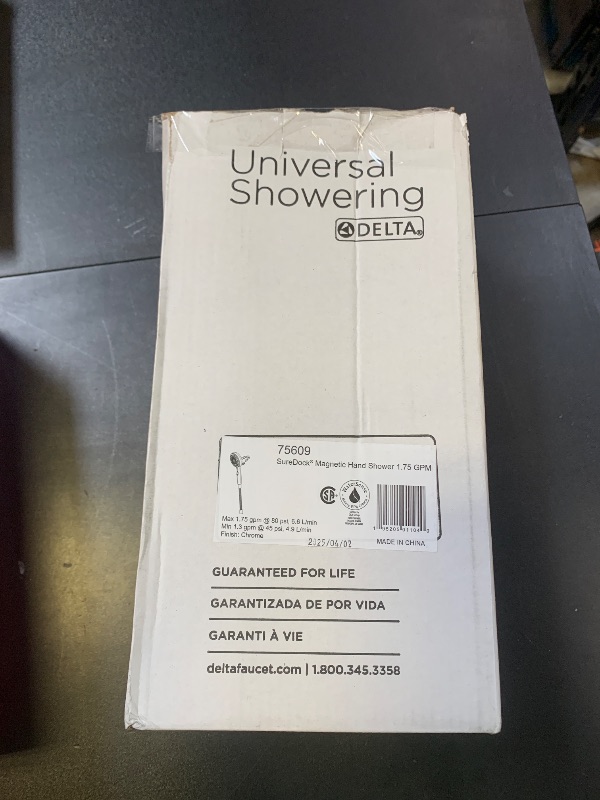 Universal
Showering
DELTA®
75609
SureDock® Magnetic Hand Shower 1.75 GPM
Max 1.75 gpm @ 80 psi, 6.6 L/min
Min 1.3 gpm @ 45 psi, 4.9 L/min
Finish: Chrome
2025/04/02
MADE IN CHINA
GUARANTEED FOR LIFE
GARANTIZADA DE POR VIDA
GARANTI À VIE
deltafaucet.com | 1.800.345.3358